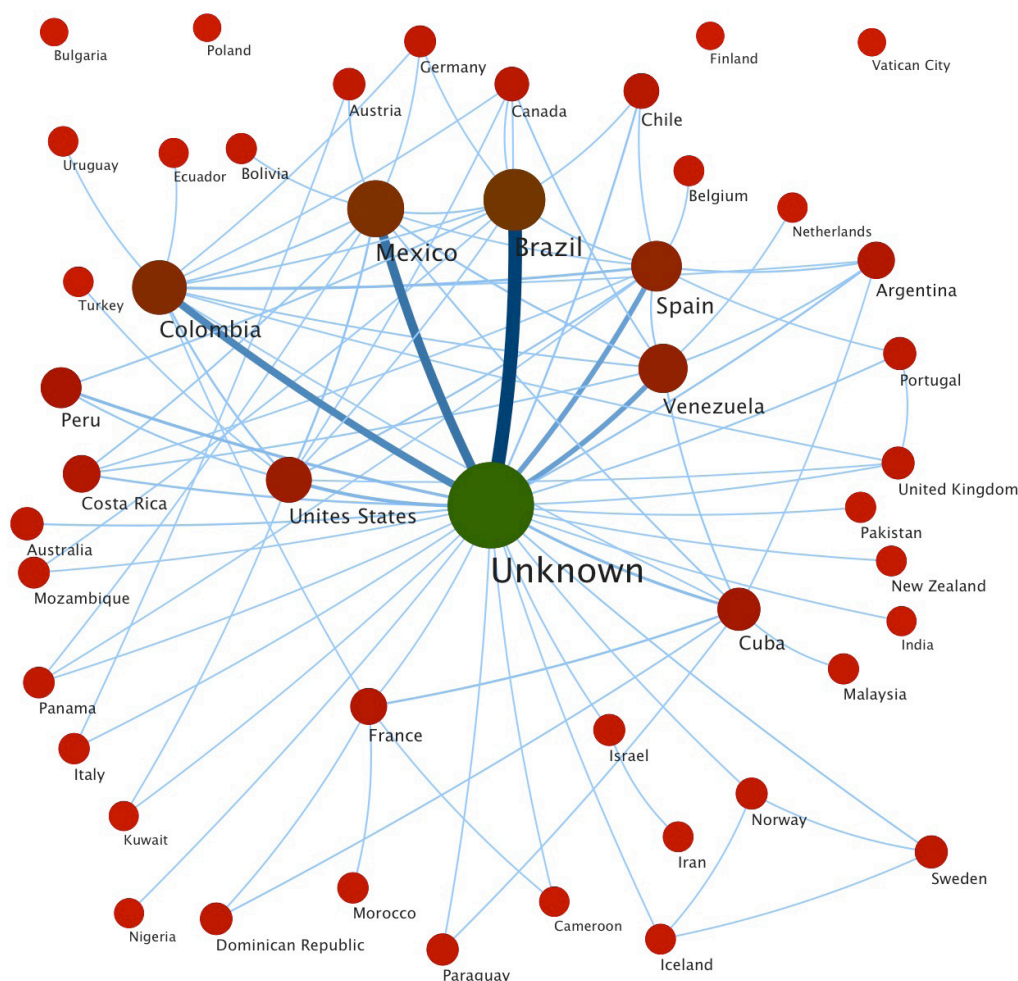 Bulgaria
Poland
Germany
Finland
Vatican City
Austria
Canada
Chile
Uruguay
Ecuador
Bolivia
Belgium
Netherlands
Mexico
Brazil
Spain
Argentina
Turkey
Colombia
Portugal
Peru
Venezuela
Costa Rica
Unites States
United Kingdom
Australia
Unknown
Pakistan
Mozambique
New Zealand
Cuba
India
Malaysia
Panama
France
Israel
Italy
Kuwait
Norway
Iran
Sweden
Nigeria
Dominican Republic
Morocco
Cameroon
Paraguay
Iceland